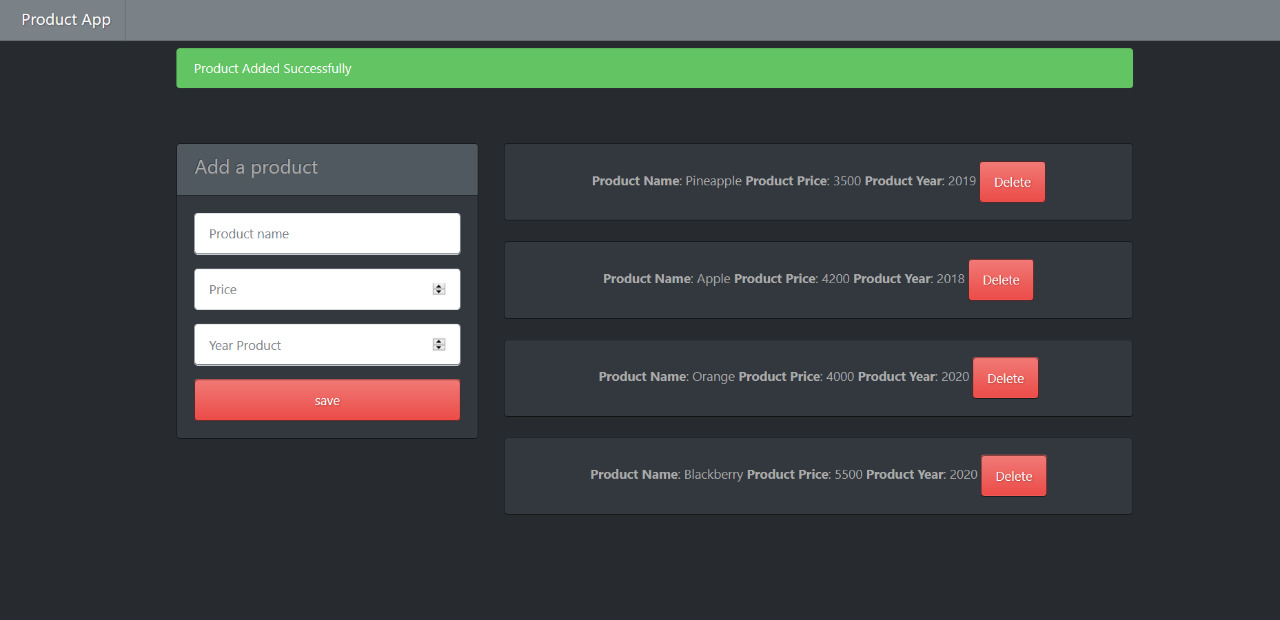 Product App
Product Added Successfully
Add a product
Product name
Price
Year Product
save
Product Name: Pineapple Product Price: 3500 Product Year: 2019 Delete
Product Name: Apple Product Price: 4200 Product Year: 2018 Delete
Product Name: Orange Product Price: 4000 Product Year: 2020 Delete
Product Name: Blackberry Product Price: 5500 Product Year: 2020 Delete